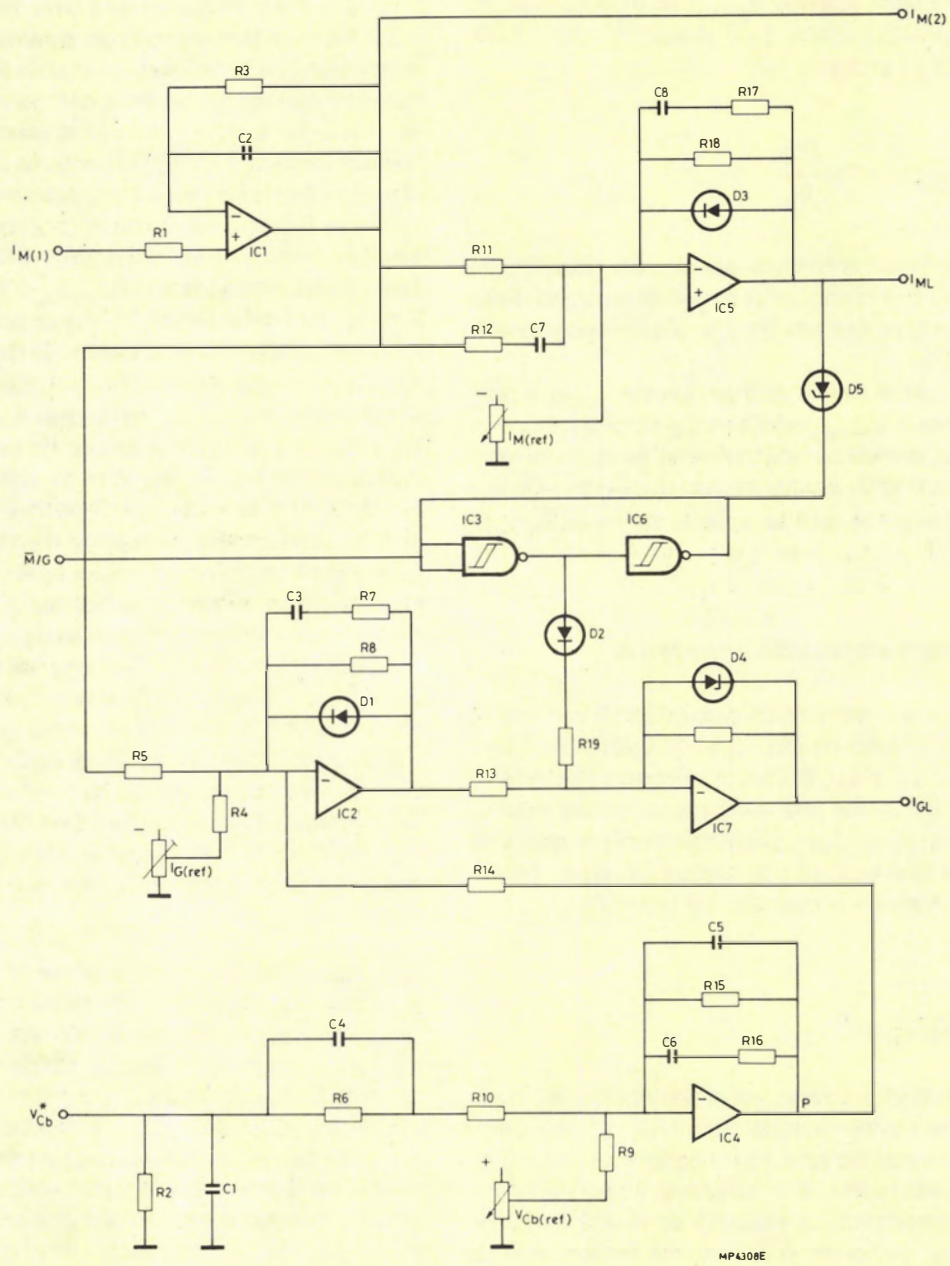 I M(2)
R3
C2
C8
R17
R18
D3
I M(1)
R1
−
+
IC1
R11
−
+
IC5
I ML
R12
C7
−
I M(ref)
D5
IC3
IC6
M̅/G
C3
R7
R8
D1
D2
D4
R19
R5
R4
−
IC2
R13
−
IC7
I GL
−
I G(ref)
R14
C5
R15
C4
C6
R16
V*Cb
R6
R10
−
IC4
P
R2
C1
R9
+
V Cb(ref)
MP4308E